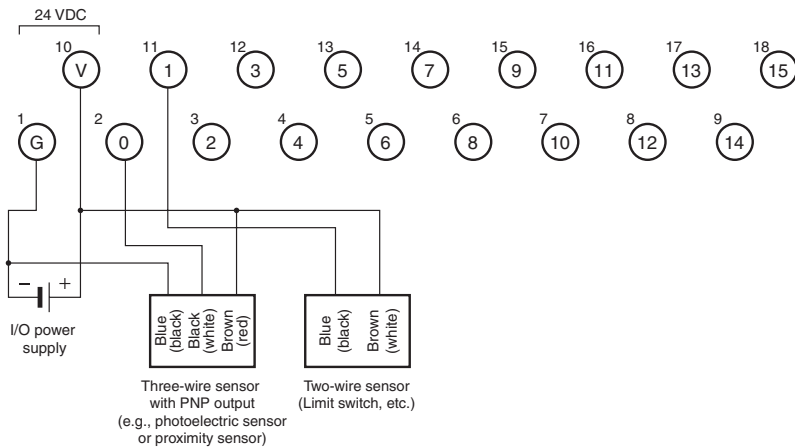 24 VDC
10 11 12 13 14 15 16 17 18
V 1 3 5 7 9 11 13 15
1 2 3 4 5 6 7 8 9
G 0 2 4 6 8 10 12 14
− +
I/O power
supply
Blue
(black)
Black
(white)
Brown
(red)
Blue
(black)
Brown
(white)
Three-wire sensor
with PNP output
(e.g., photoelectric sensor
or proximity sensor)
Two-wire sensor
(Limit switch, etc.)